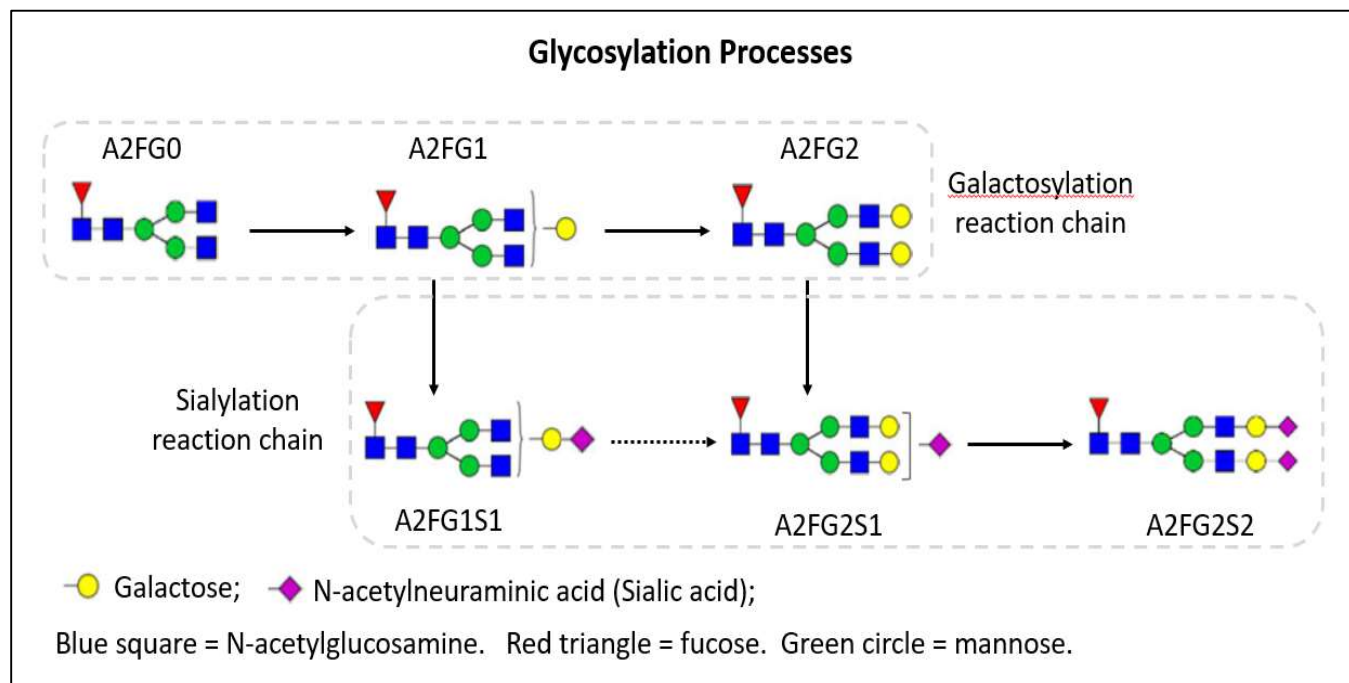 Glycosylation Processes
A2FG0
A2FG1
A2FG2
Galactosylation
reaction chain
Sialylation
reaction chain
A2FG1S1
A2FG2S1
A2FG2S2
Galactose;
N-acetylneuraminic acid (Sialic acid);
Blue square = N-acetylglucosamine. Red triangle = fucose. Green circle = mannose.